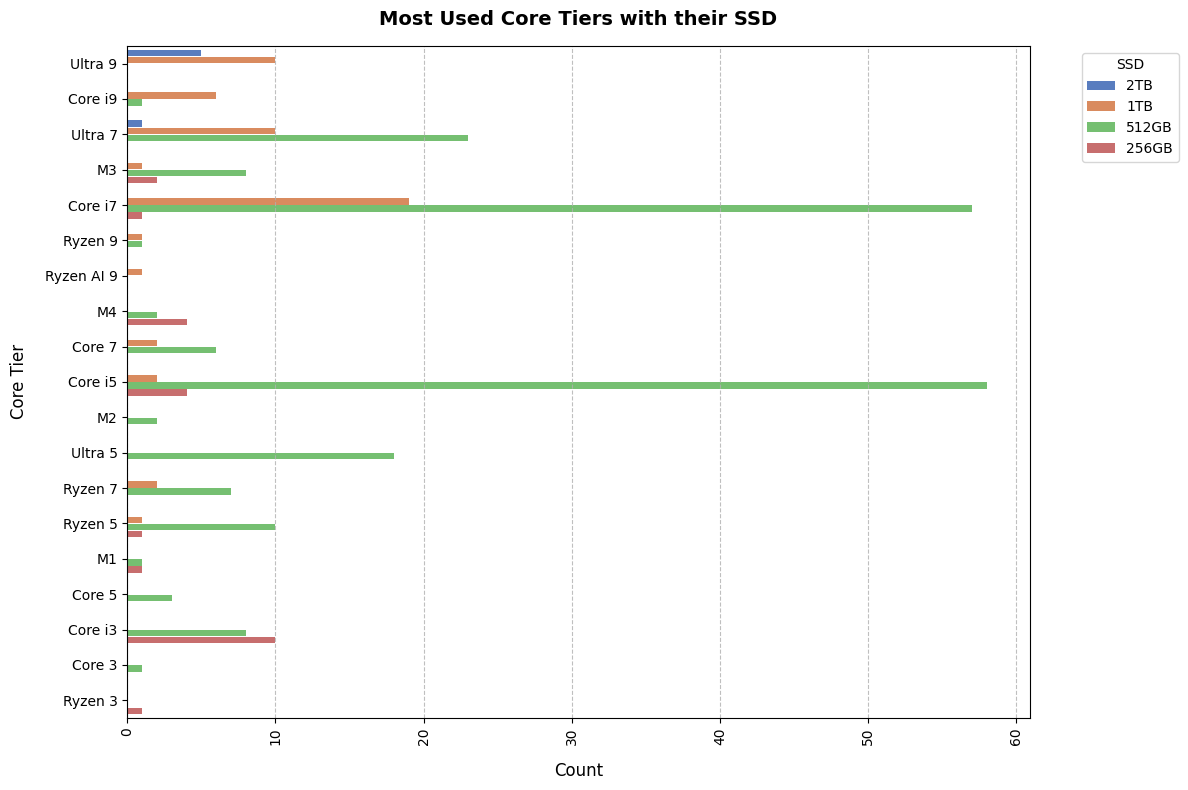 Most Used Core Tiers with their SSD
Ultra 9
Core i9
Ultra 7
M3
Core i7
Ryzen 9
Ryzen AI 9
M4
Core 7
Core i5
M2
Ultra 5
Ryzen 7
Ryzen 5
M1
Core 5
Core i3
Core 3
Ryzen 3
Core Tier
0
10
20
30
40
50
60
Count
SSD
2TB
1TB
512GB
256GB